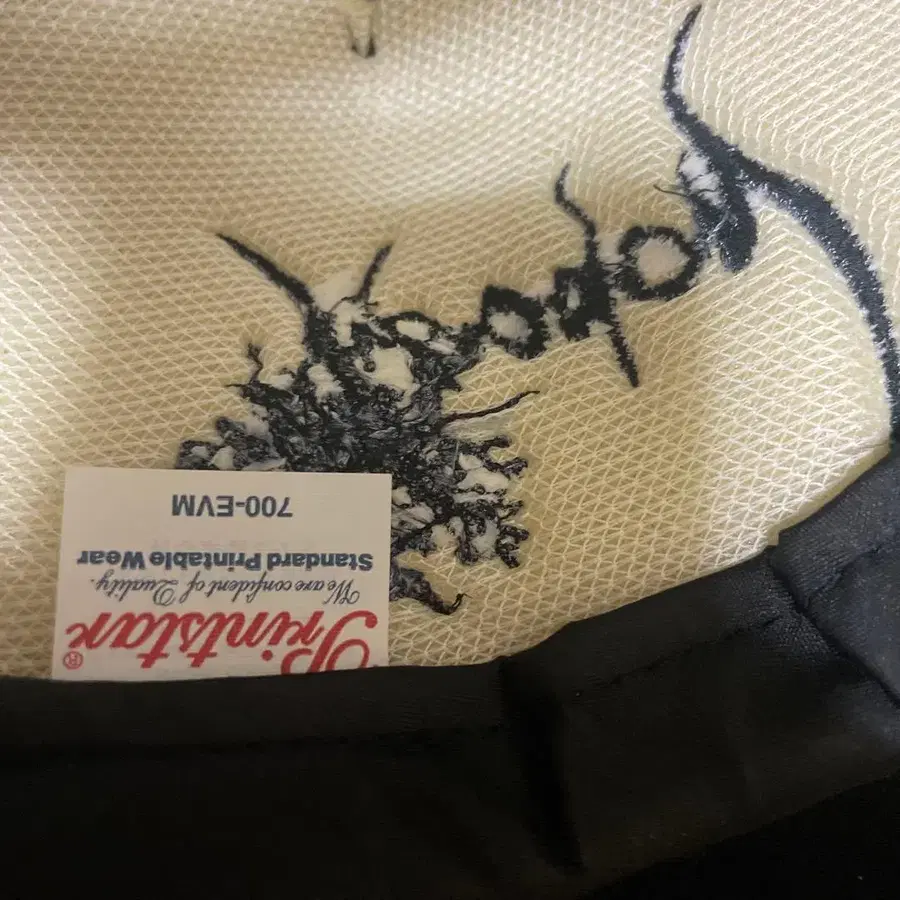 Printstar®
We are confident of Quality.
Standard Printable Wear
700-EVM